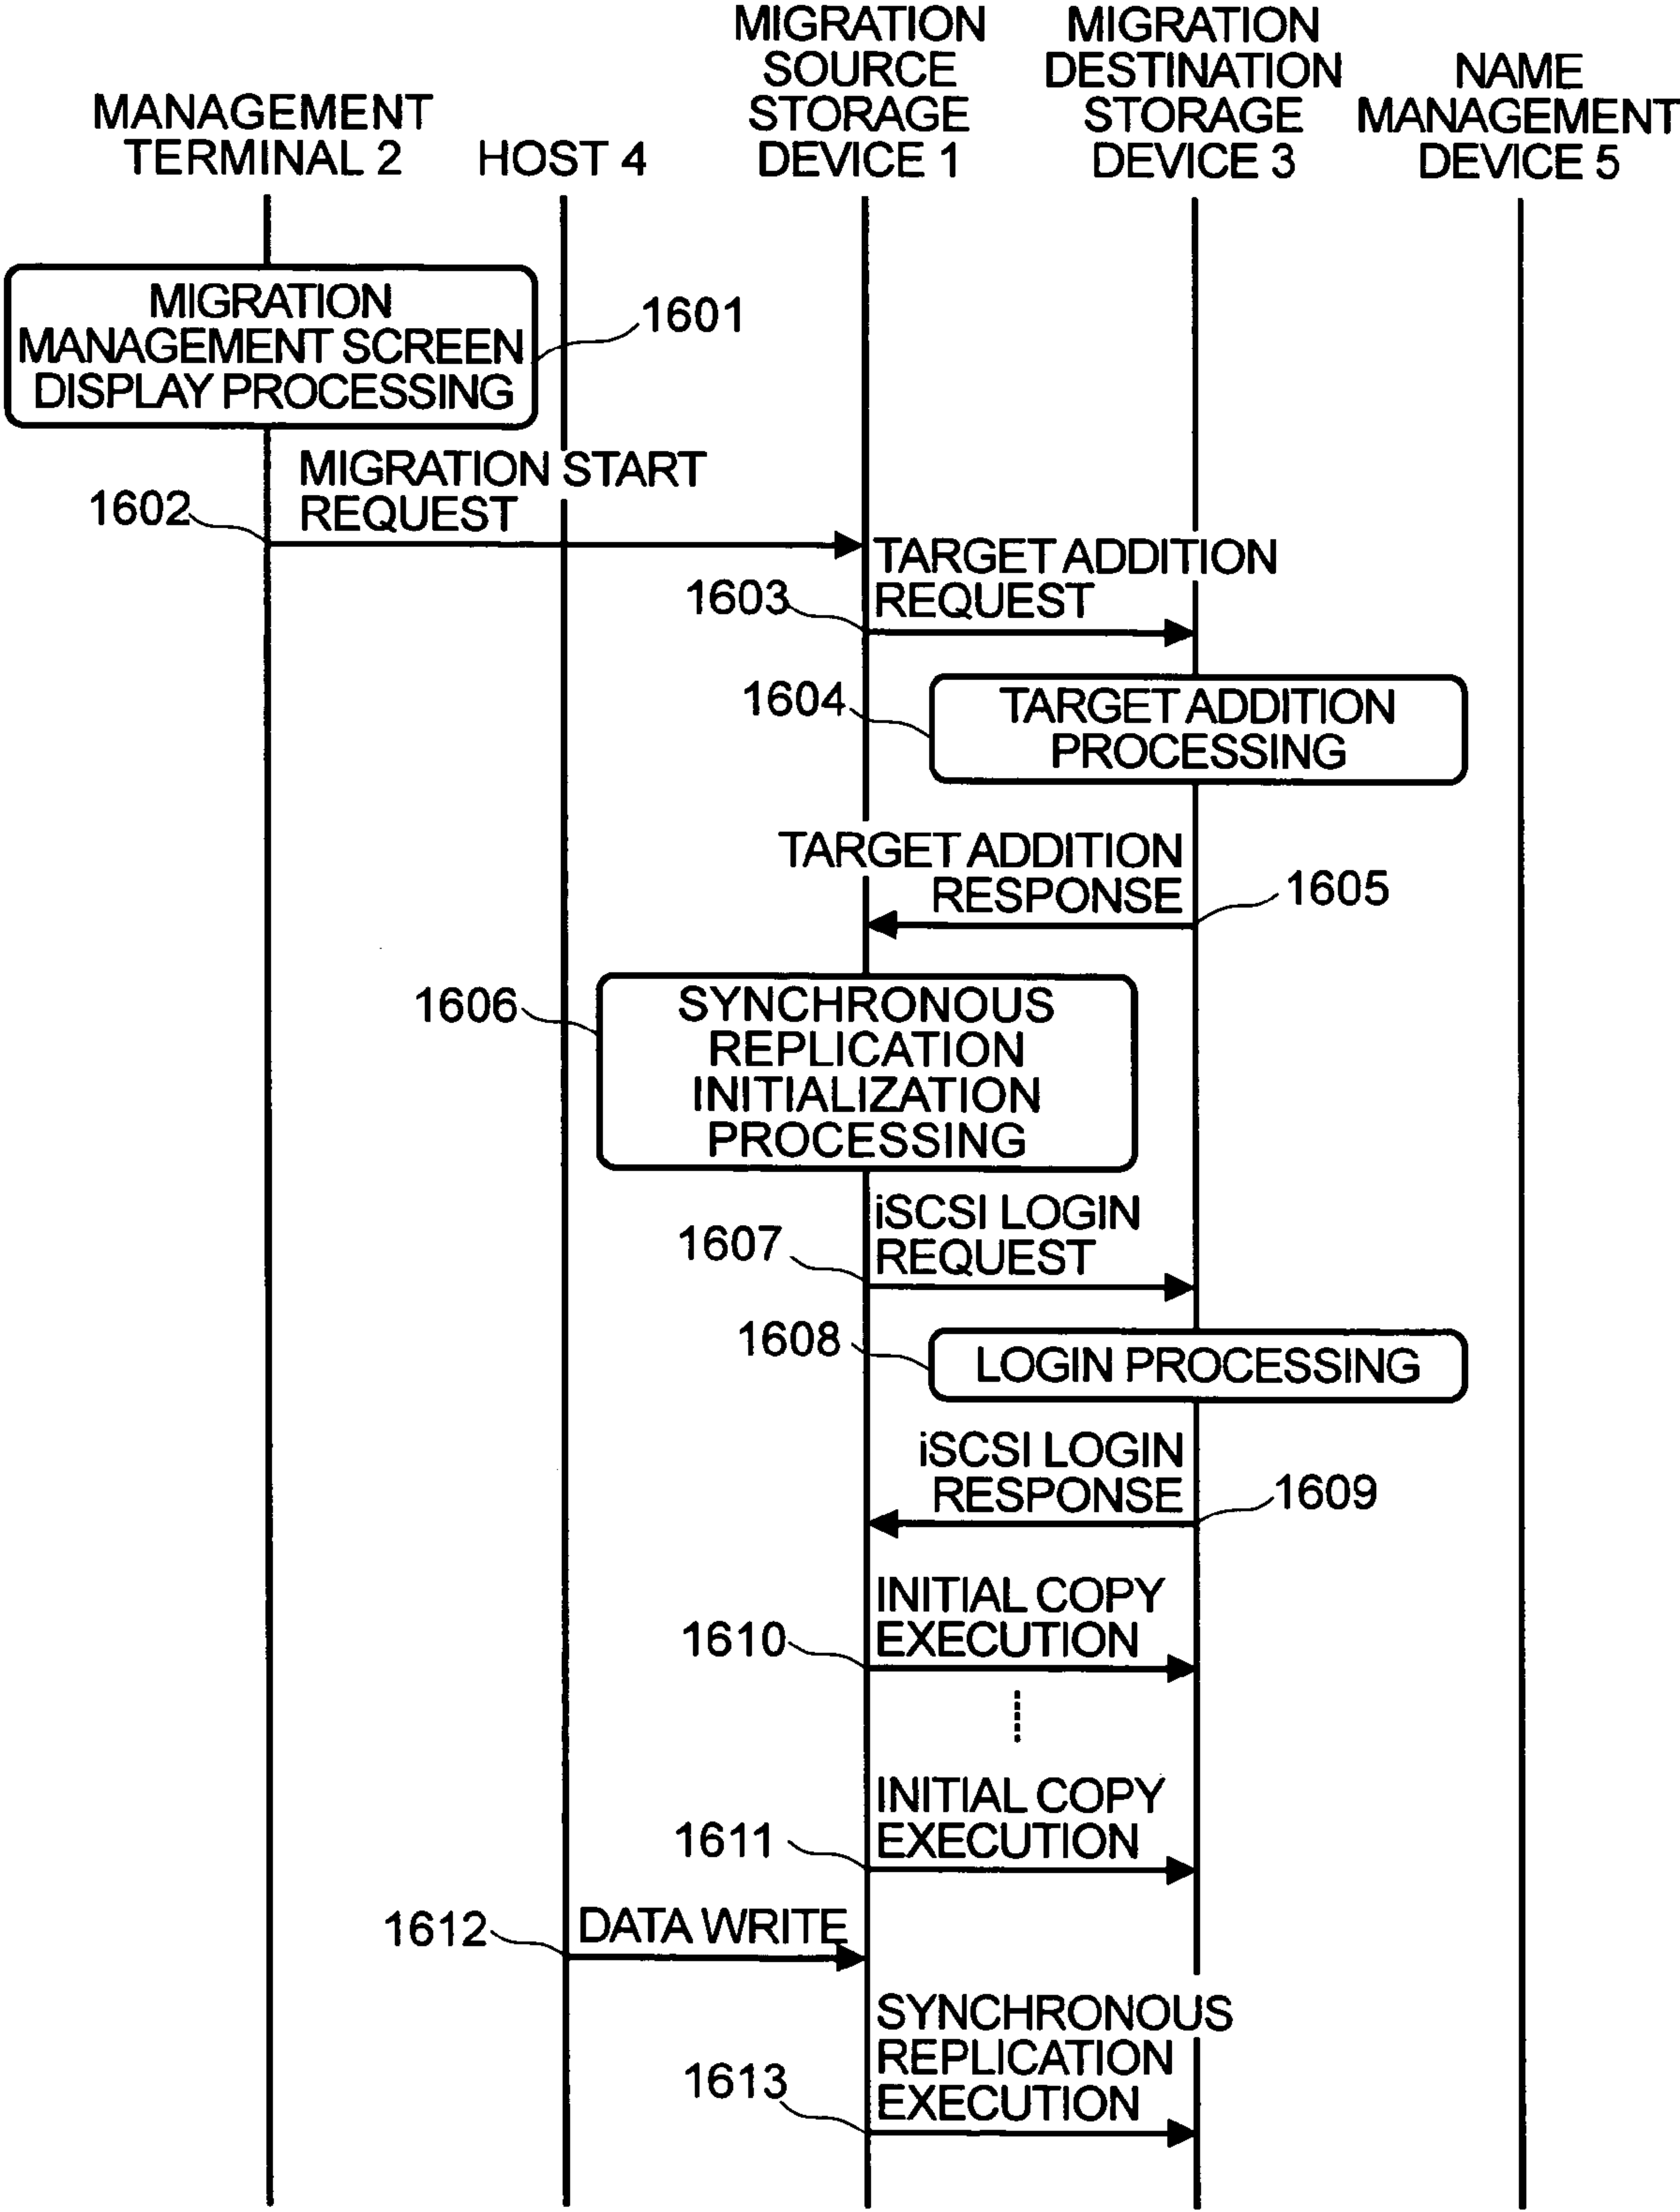 MANAGEMENT
TERMINAL 2
HOST 4
MIGRATION
SOURCE
STORAGE
DEVICE 1
MIGRATION
DESTINATION
STORAGE
DEVICE 3
NAME
MANAGEMENT
DEVICE 5
MIGRATION
MANAGEMENT SCREEN
DISPLAY PROCESSING
1601
MIGRATION START
REQUEST
1602
TARGET ADDITION
REQUEST
1603
1604
TARGET ADDITION
PROCESSING
TARGET ADDITION
RESPONSE
1605
1606
SYNCHRONOUS
REPLICATION
INITIALIZATION
PROCESSING
iSCSI LOGIN
REQUEST
1607
1608
LOGIN PROCESSING
iSCSI LOGIN
RESPONSE
1609
INITIAL COPY
EXECUTION
1610
INITIAL COPY
EXECUTION
1611
1612
DATA WRITE
SYNCHRONOUS
REPLICATION
EXECUTION
1613